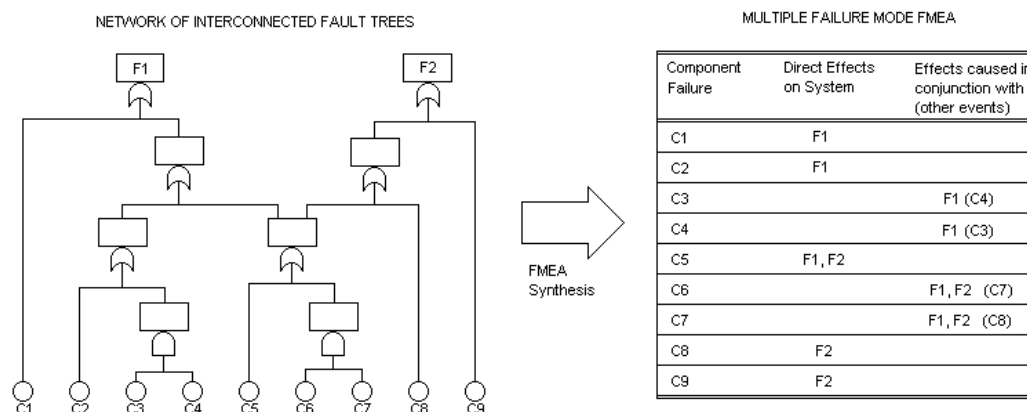 NETWORK OF INTERCONNECTED FAULT TREES
F1
F2
C1 C2 C3 C4 C5 C6 C7 C8 C9
FMEA
Synthesis
MULTIPLE FAILURE MODE FMEA
Component Direct Effects Effects caused in
Failure on System conjunction with
(other events)
C1 F1
C2 F1
C3 F1 (C4)
C4 F1 (C3)
C5 F1, F2
C6 F1, F2 (C7)
C7 F1, F2 (C8)
C8 F2
C9 F2